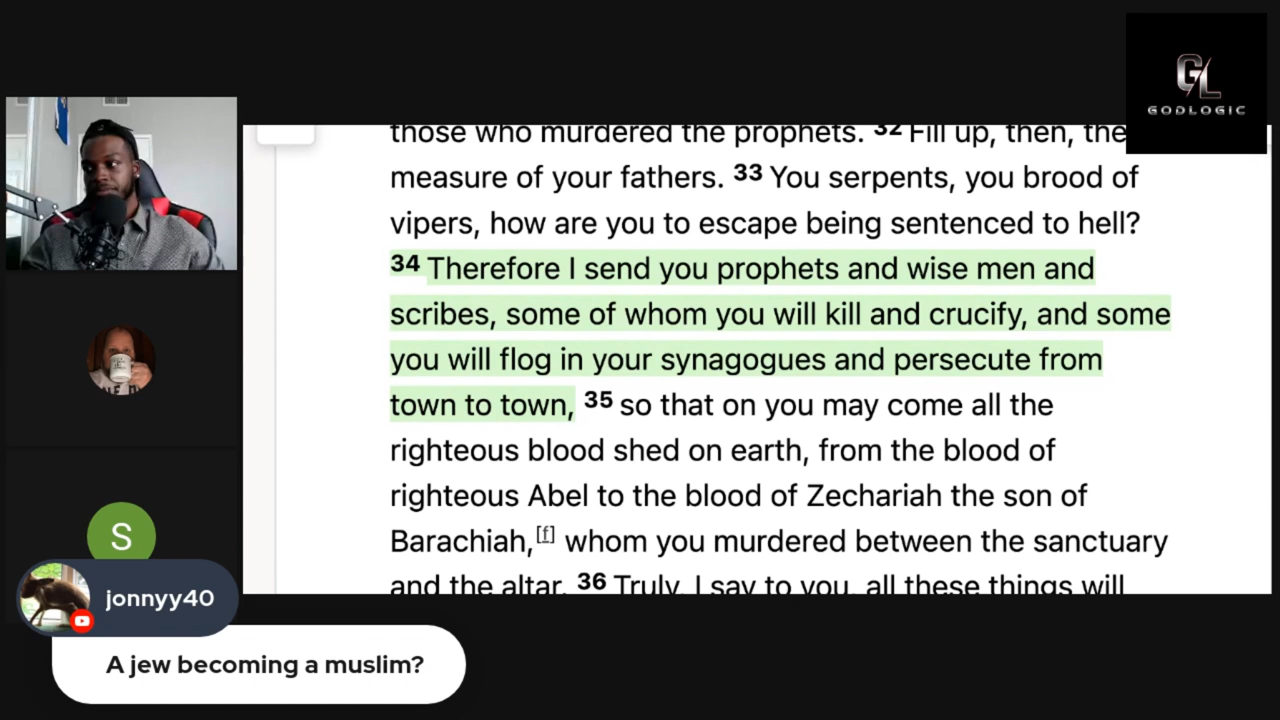 GL
GODLOGIC
those who murdered the prophets. 32 Fill up, then, the
measure of your fathers. 33 You serpents, you brood of
vipers, how are you to escape being sentenced to hell?
34 Therefore I send you prophets and wise men and
scribes, some of whom you will kill and crucify, and some
you will flog in your synagogues and persecute from
town to town, 35 so that on you may come all the
righteous blood shed on earth, from the blood of
righteous Abel to the blood of Zechariah the son of
Barachiah,[f] whom you murdered between the sanctuary
and the altar. 36 Truly, I say to you, all these things will
S
jonnyy40
A jew becoming a muslim?